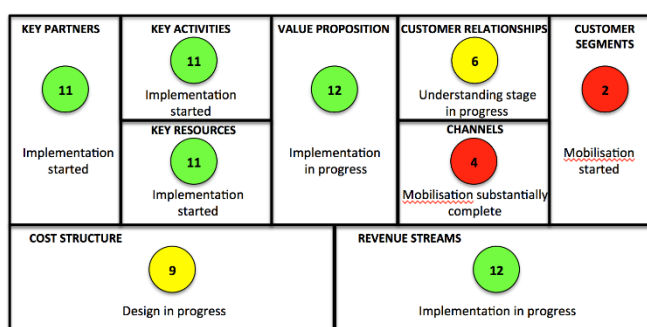 KEY PARTNERS
11
Implementation
started
KEY ACTIVITIES
11
Implementation
started
KEY RESOURCES
11
Implementation
started
VALUE PROPOSITION
12
Implementation
in progress
CUSTOMER RELATIONSHIPS
6
Understanding stage
in progress
CHANNELS
4
Mobilisation substantially
complete
CUSTOMER
SEGMENTS
2
Mobilisation
started
COST STRUCTURE
9
Design in progress
REVENUE STREAMS
12
Implementation in progress